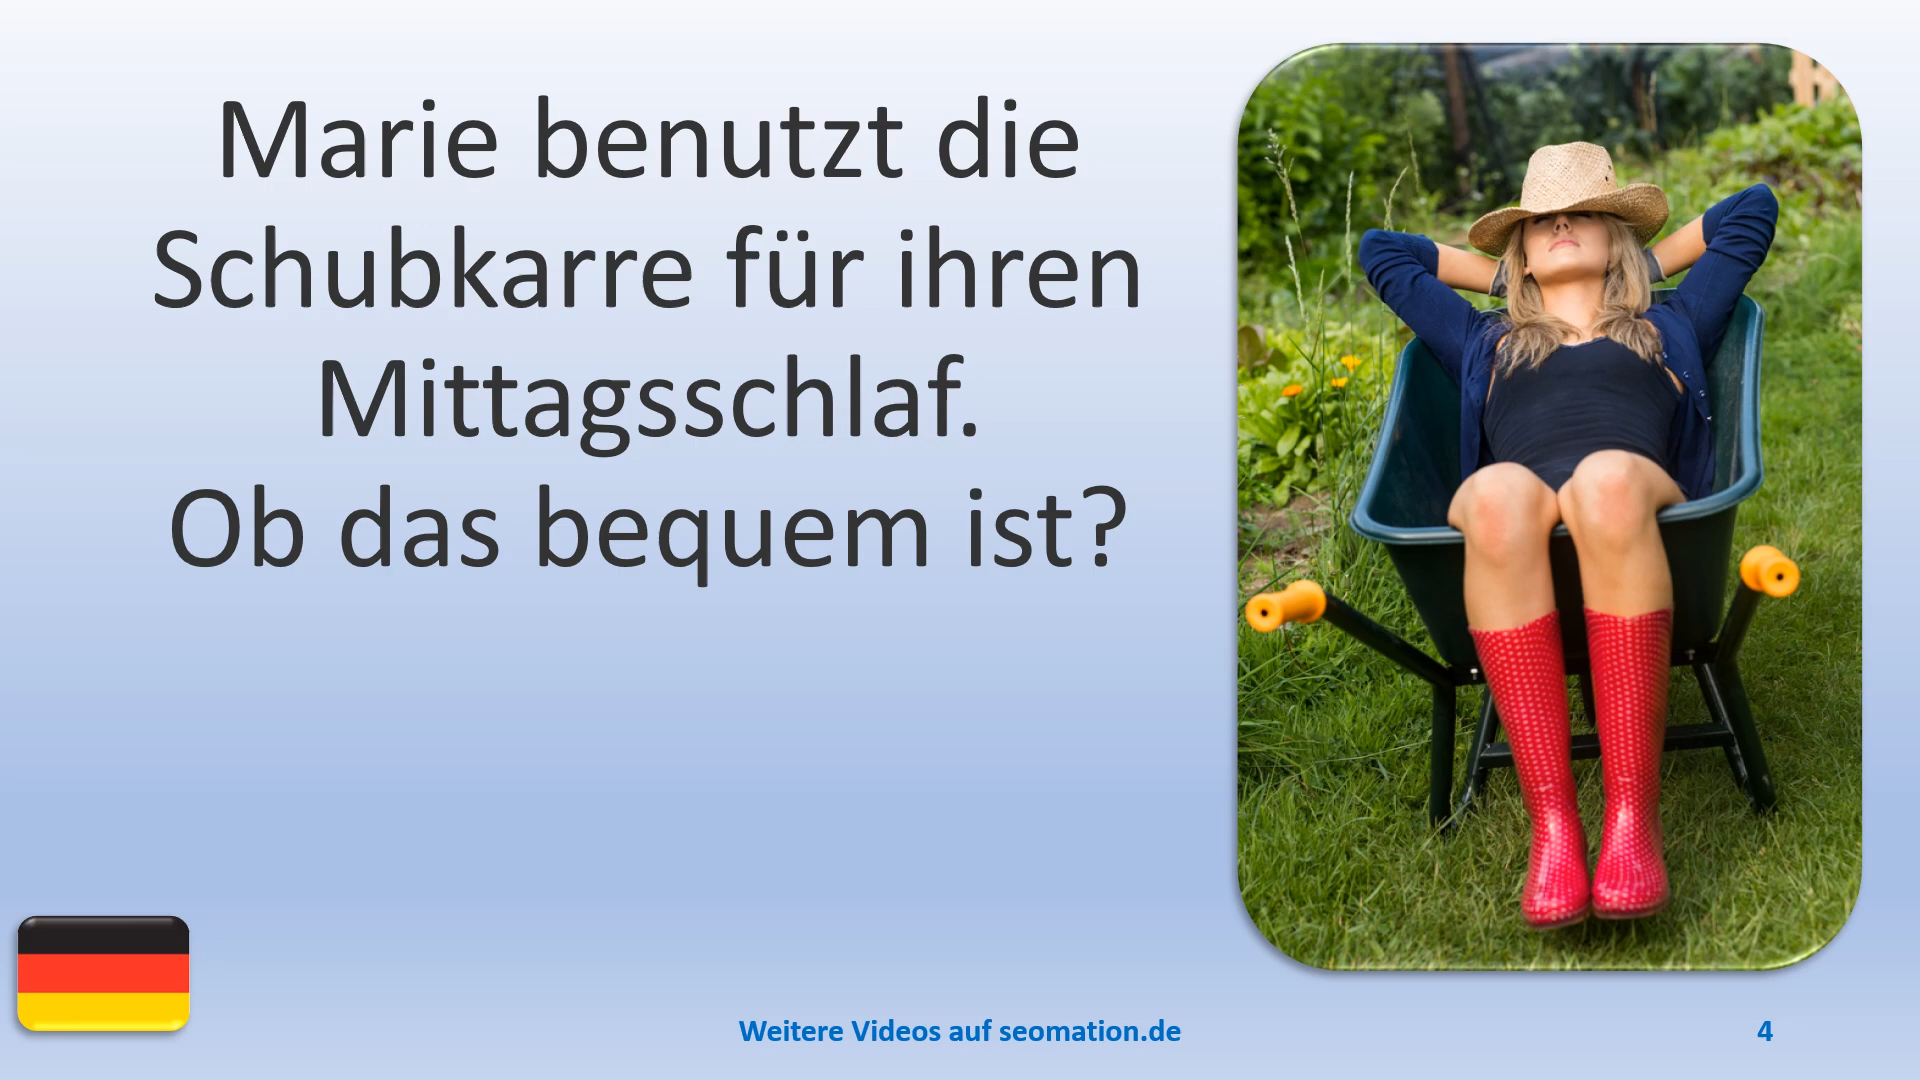 Marie benutzt die
Schubkarre für ihren
Mittagsschlaf.
Ob das bequem ist?
Weitere Videos auf seomation.de
4